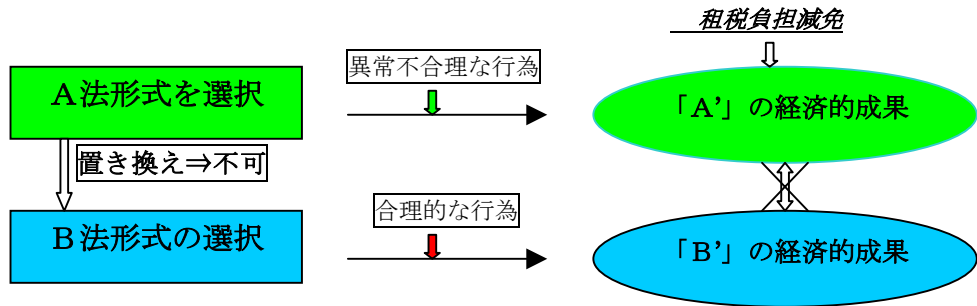 租税負担減免
異常不合理な行為
A法形式を選択
「A’」の経済的成果
置き換え⇒不可
合理的な行為
B法形式の選択
「B’」の経済的成果